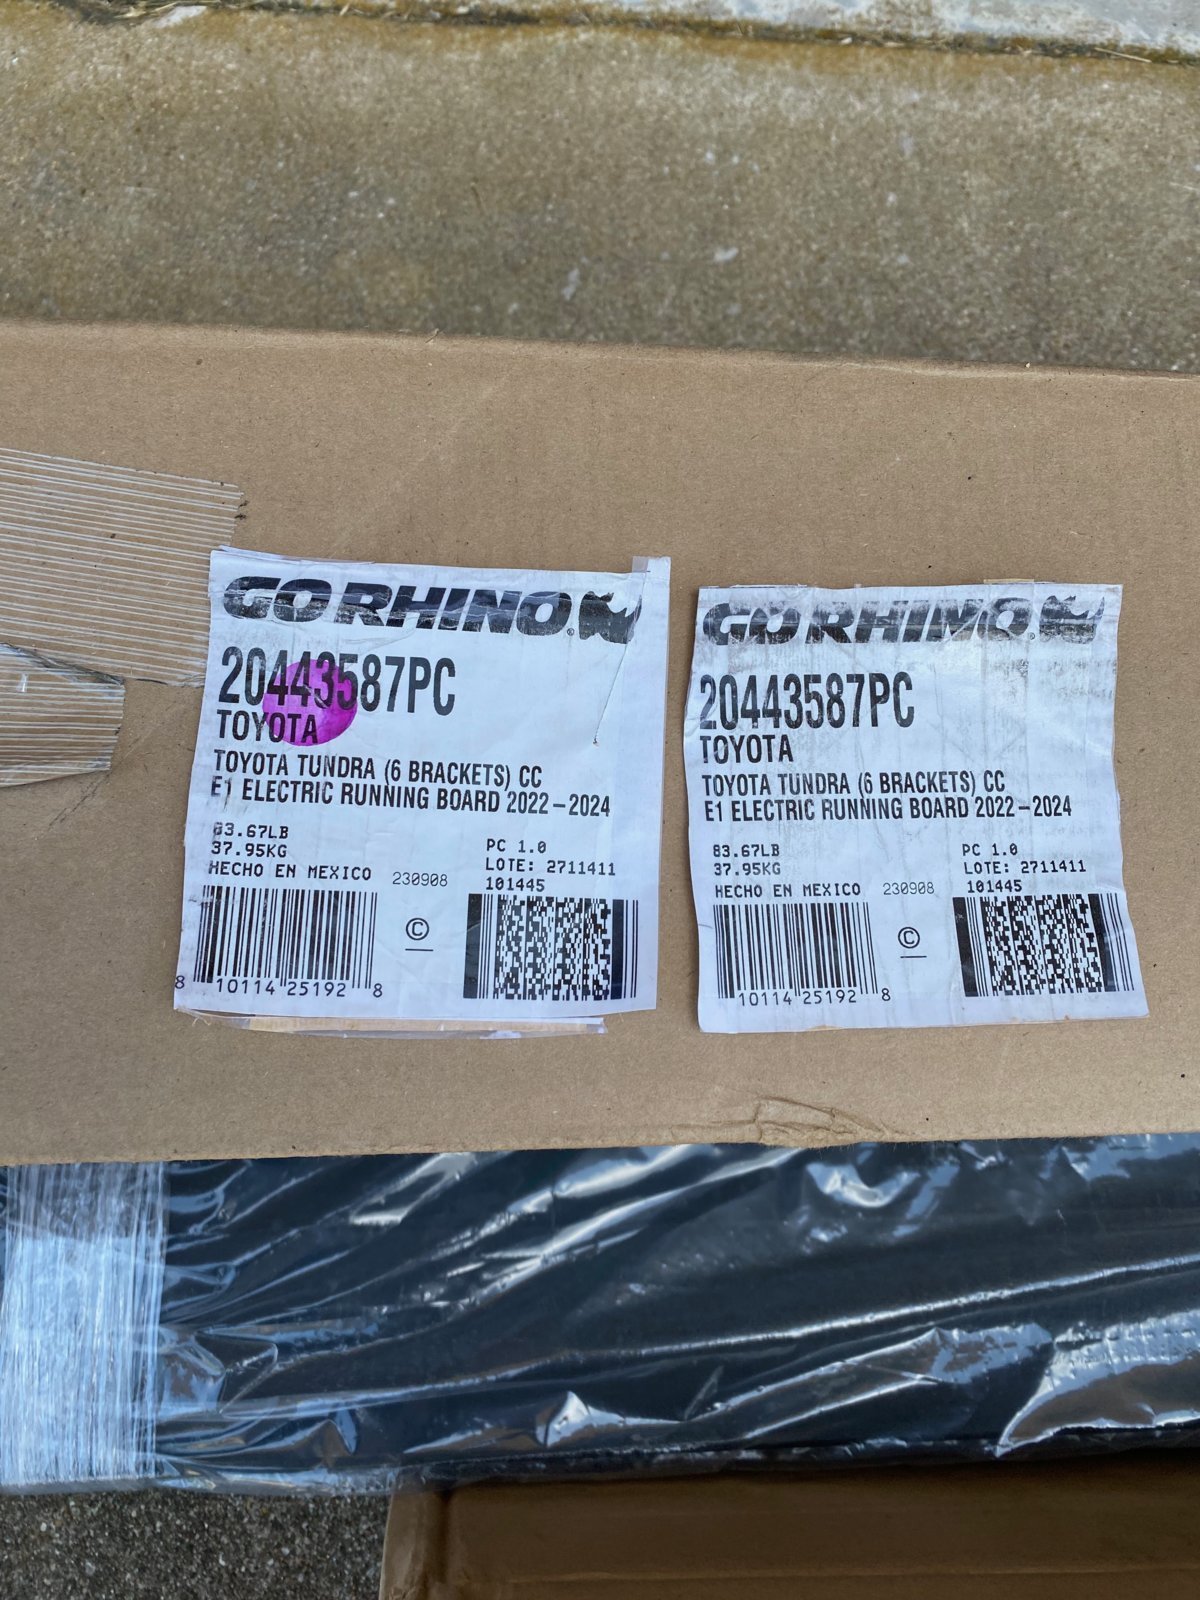 GO RHINO®
20443587PC
TOYOTA
TOYOTA TUNDRA (6 BRACKETS) CC
E1 ELECTRIC RUNNING BOARD 2022-2024
83.67LB
37.95KG
HECHO EN MEXICO 230908
PC 1.0
LOTE: 2711411
101445
©
8 10114 25192 8
GO RHINO®
20443587PC
TOYOTA
TOYOTA TUNDRA (6 BRACKETS) CC
E1 ELECTRIC RUNNING BOARD 2022-2024
83.67LB
37.95KG
HECHO EN MEXICO 230908
PC 1.0
LOTE: 2711411
101445
©
10114 25192 8